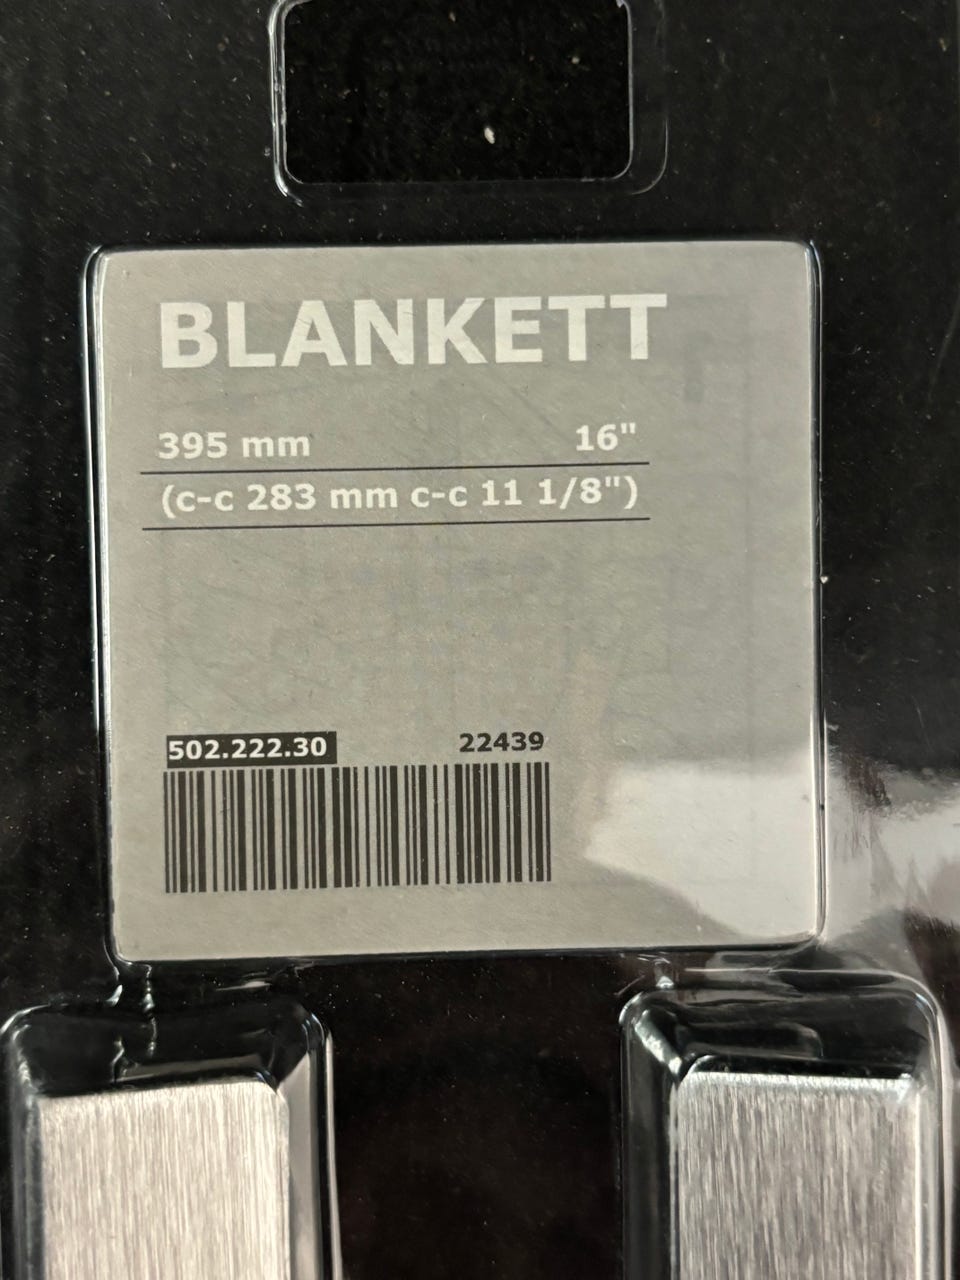 BLANKETT
395 mm 16"
(c-c 283 mm c-c 11 1/8")
502.222.30 22439